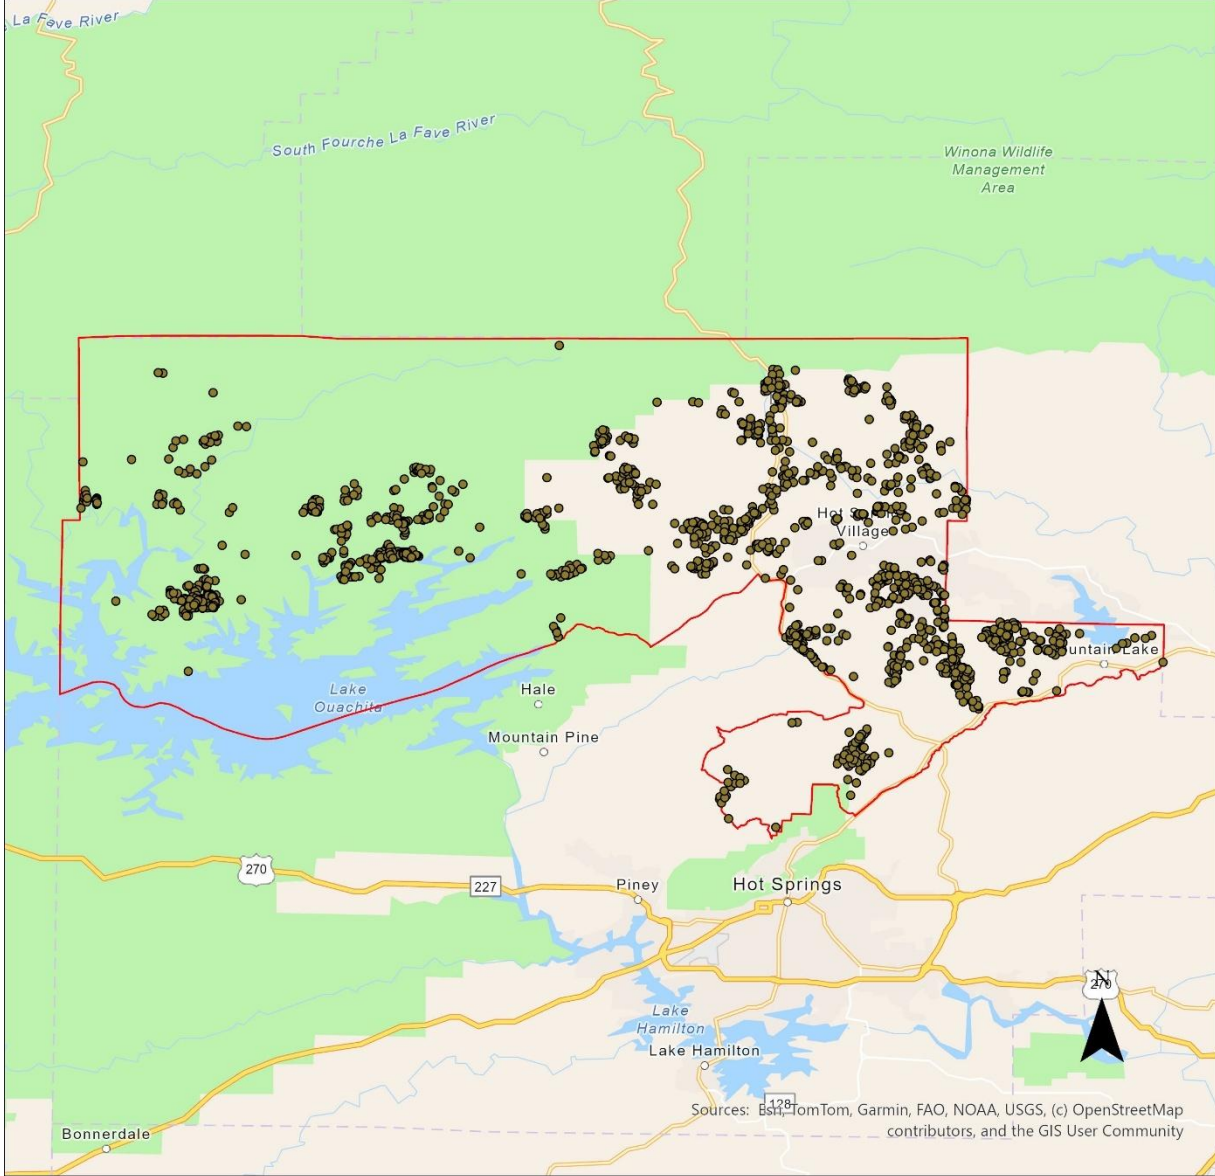 La Fave River
South Fourche La Fave River
Winona Wildlife
Management
Area
Hot
Village
Lake
Ouachita
Hale
Mountain Pine
untain Lake
270
227
Piney
Hot Springs
270
N
Lake
Hamilton
Lake Hamilton
128
Bonnerdale
Sources: Esri, TomTom, Garmin, FAO, NOAA, USGS, (c) OpenStreetMap
contributors, and the GIS User Community